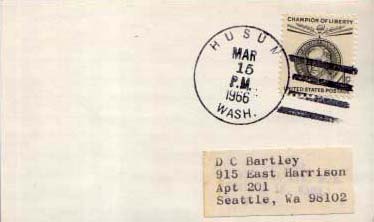 HUSUM
MAR
15
P.M.
1966
WASH.
CHAMPION OF LIBERTY
UNITED STATES POSTAGE
D C Bartley
915 East Harrison
Apt 201
Seattle, Wa 98102